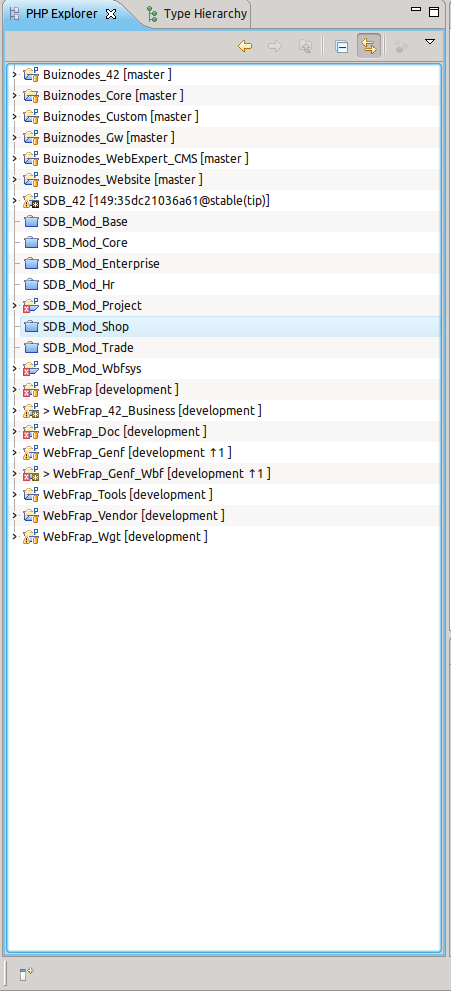 PHP Explorer Type Hierarchy
Buiznodes_42 [master ]
Buiznodes_Core [master ]
Buiznodes_Custom [master ]
Buiznodes_Gw [master ]
Buiznodes_WebExpert_CMS [master ]
Buiznodes_Website [master ]
SDB_42 [149:35dc21036a61@stable(tip)]
SDB_Mod_Base
SDB_Mod_Core
SDB_Mod_Enterprise
SDB_Mod_Hr
SDB_Mod_Project
SDB_Mod_Shop
SDB_Mod_Trade
SDB_Mod_Wbfsys
WebFrap [development ]
> WebFrap_42_Business [development ]
WebFrap_Doc [development ]
WebFrap_Genf [development ↑1 ]
> WebFrap_Genf_Wbf [development ↑1 ]
WebFrap_Tools [development ]
WebFrap_Vendor [development ]
WebFrap_Wgt [development ]